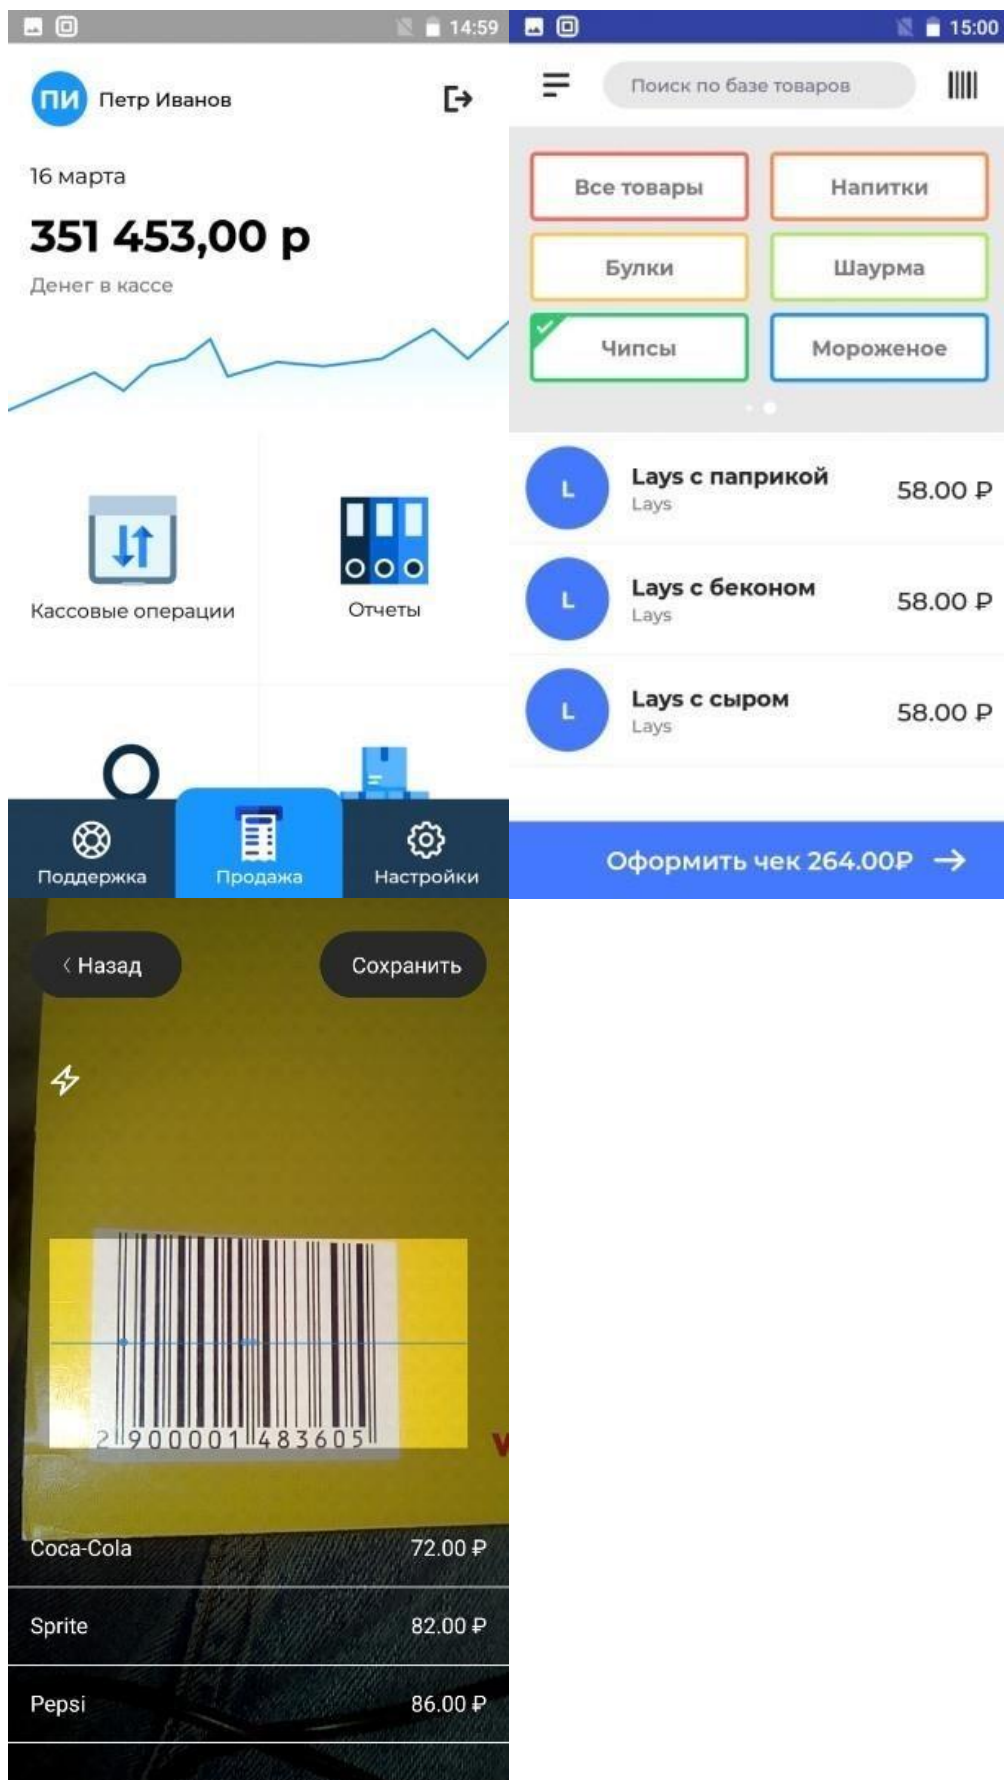 14:59
ПИ Петр Иванов
16 марта
351 453,00 р
Денег в кассе
Кассовые операции
Отчеты
Поддержка
Продажа
Настройки
15:00
Поиск по базе товаров
Все товары
Напитки
Булки
Шаурма
Чипсы
Мороженое
L Lays с паприкой 58.00 ₽
Lays
L Lays с беконом 58.00 ₽
Lays
L Lays с сыром 58.00 ₽
Lays
Оформить чек 264.00₽ →
〈 Назад
Сохранить
2 900001 483605
Coca-Cola 72.00 ₽
Sprite 82.00 ₽
Pepsi 86.00 ₽